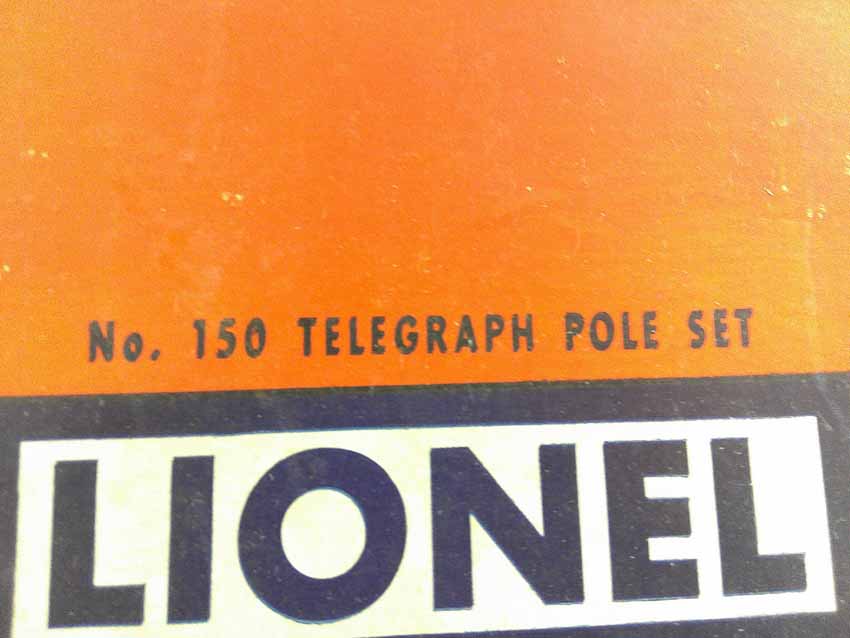 No. 150 TELEGRAPH POLE SET
LIONEL